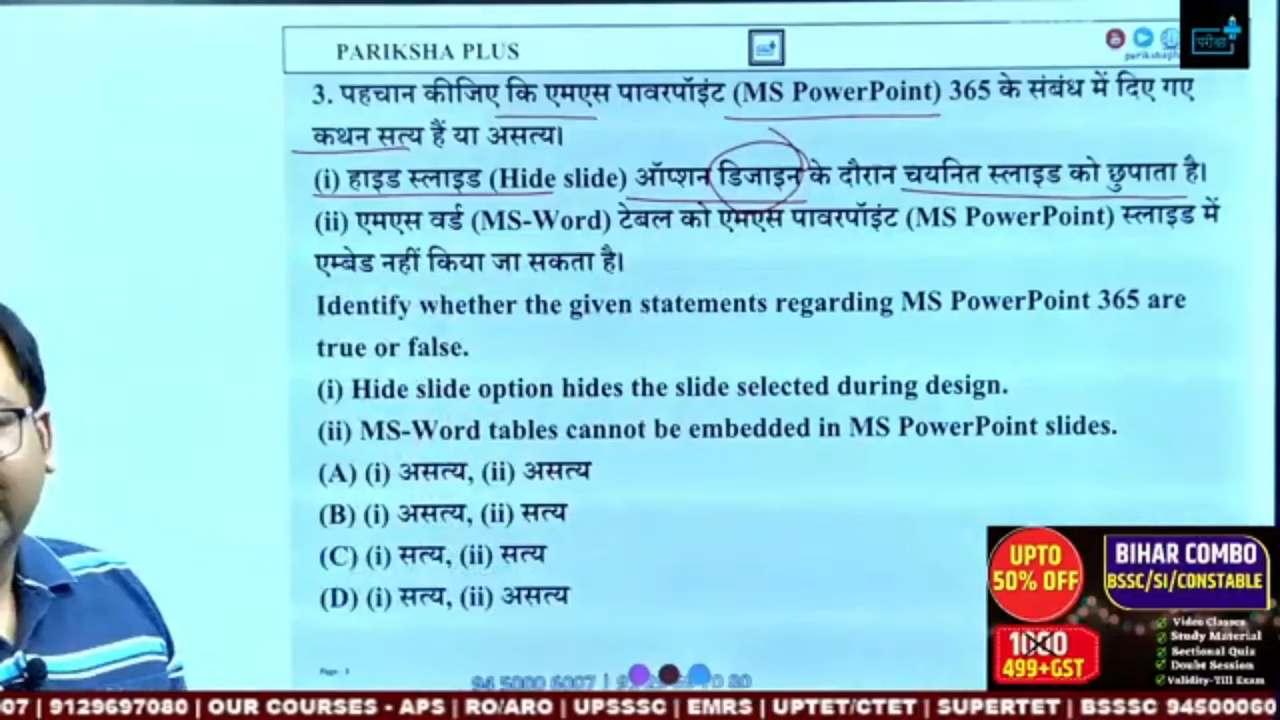 PARIKSHA PLUS
परीक्षा
3. पहचान कीजिए कि एमएस पावरपॉइंट (MS PowerPoint) 365 के संबंध में दिए गए
कथन सत्य हैं या असत्य।
(i) हाइड स्लाइड (Hide slide) ऑप्शन डिजाइन के दौरान चयनित स्लाइड को छुपाता है।
(ii) एमएस वर्ड (MS-Word) टेबल को एमएस पावरपॉइंट (MS PowerPoint) स्लाइड में
एम्बेड नहीं किया जा सकता है।
Identify whether the given statements regarding MS PowerPoint 365 are
true or false.
(i) Hide slide option hides the slide selected during design.
(ii) MS-Word tables cannot be embedded in MS PowerPoint slides.
(A) (i) असत्य, (ii) असत्य
(B) (i) असत्य, (ii) सत्य
(C) (i) सत्य, (ii) सत्य
(D) (i) सत्य, (ii) असत्य
UPTO
50% OFF
BIHAR COMBO
BSSC/SI/CONSTABLE
1000
499+GST
Video Classes
Study Material
Sectional Quiz
Doubt Session
Validity-Till Exam
Page - 3
07 | 9129697080 | OUR COURSES - APS | RO/ARO | UPSSSC | EMRS | UPTET/CTET | SUPERTET | BSSSC 94500060